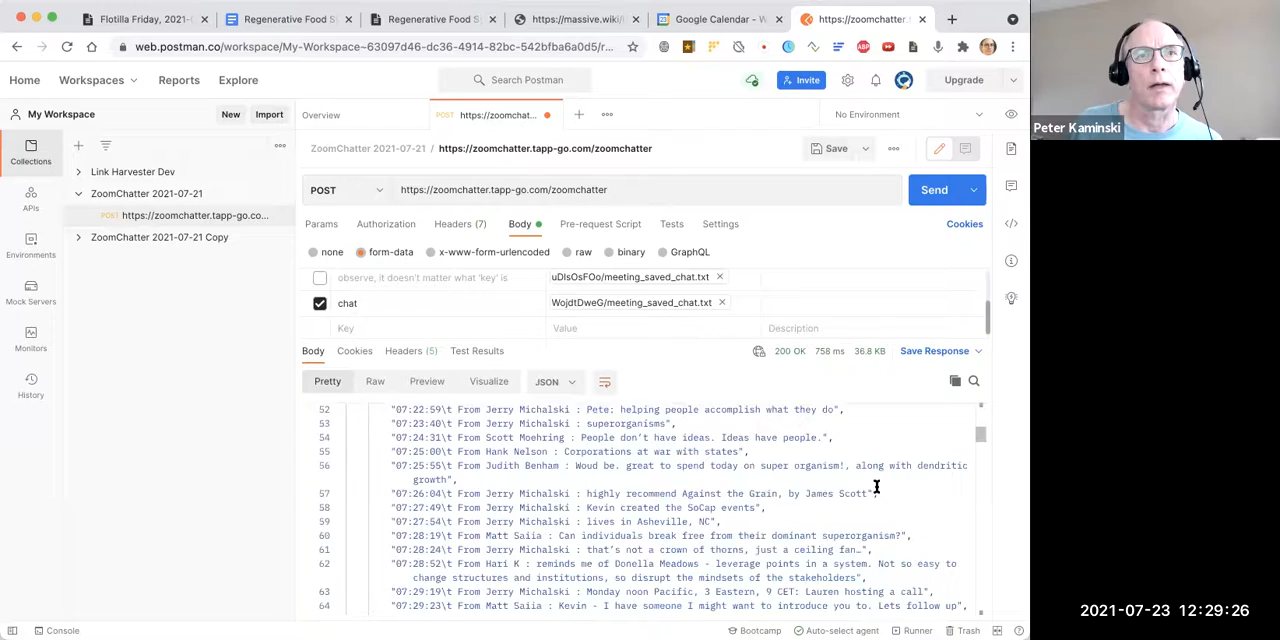 Flotilla Friday, 2021-
Regenerative Food S
Regenerative Food Sy
https://massive.wiki/
Google Calendar - W
https://zoomchatter.
web.postman.co/workspace/My-Workspace~63097d46-dc36-4914-82bc-542bfba6a0d5/r...
Home Workspaces Reports Explore
Search Postman
Invite
Upgrade
My Workspace
New Import
Overview
POST https://zoomchat...
No Environment
Collections
APIs
Environments
Mock Servers
Monitors
History
Link Harvester Dev
ZoomChatter 2021-07-21
POST https://zoomchatter.tapp-go.co...
ZoomChatter 2021-07-21 Copy
ZoomChatter 2021-07-21 / https://zoomchatter.tapp-go.com/zoomchatter
Save
POST https://zoomchatter.tapp-go.com/zoomchatter
Send
Params Authorization Headers (7) Body Pre-request Script Tests Settings Cookies
none form-data x-www-form-urlencoded raw binary GraphQL
observe, it doesn't matter what 'key' is uDlsOsFOo/meeting_saved_chat.txt
chat WojdtDweG/meeting_saved_chat.txt
Key Value Description
Body Cookies Headers (5) Test Results 200 OK 758 ms 36.8 KB Save Response
Pretty Raw Preview Visualize JSON
52 "07:22:59\t From Jerry Michalski : Pete: helping people accomplish what they do",
53 "07:23:40\t From Jerry Michalski : superorganisms",
54 "07:24:31\t From Scott Moehring : People don't have ideas. Ideas have people.",
55 "07:25:00\t From Hank Nelson : Corporations at war with states",
56 "07:25:55\t From Judith Benham : Woud be. great to spend today on super organism!, along with dendritic
growth",
57 "07:26:04\t From Jerry Michalski : highly recommend Against the Grain, by James Scott",
58 "07:27:49\t From Jerry Michalski : Kevin created the SoCap events",
59 "07:27:54\t From Jerry Michalski : lives in Asheville, NC",
60 "07:28:19\t From Matt Saiia : Can individuals break free from their dominant superorganism?",
61 "07:28:24\t From Jerry Michalski : that's not a crown of thorns, just a ceiling fan…",
62 "07:28:52\t From Hari K : reminds me of Donella Meadows - leverage points in a system. Not so easy to
change structures and institutions, so disrupt the mindsets of the stakeholders",
63 "07:29:19\t From Jerry Michalski : Monday noon Pacific, 3 Eastern, 9 CET: Lauren hosting a call",
64 "07:29:23\t From Matt Saiia : Kevin - I have someone I might want to introduce you to. Lets follow up",
Console
Bootcamp Auto-select agent Runner Trash
Peter Kaminski
2021-07-23 12:29:26